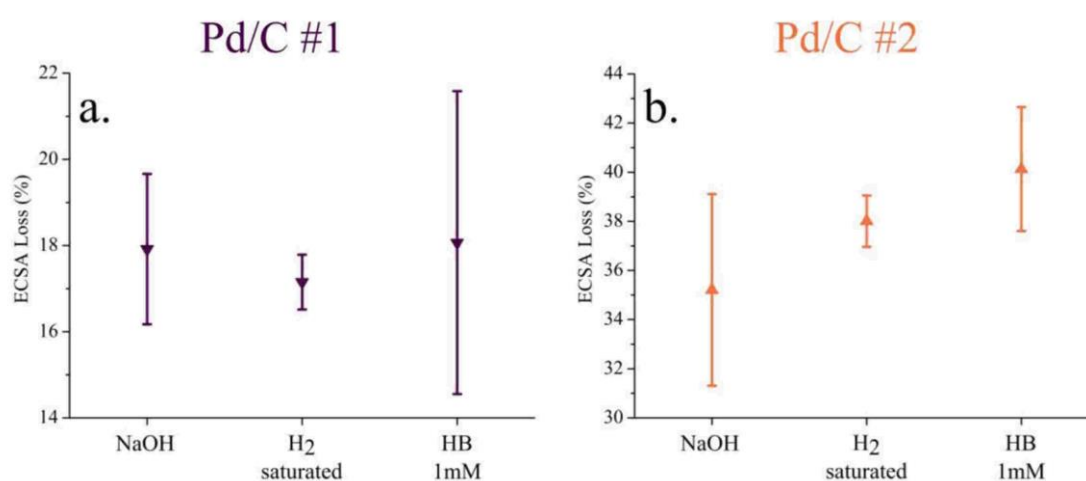 Pd/C #1
a.
ECSA Loss (%)
22
20
18
16
14
NaOH
H2
saturated
HB
1mM
Pd/C #2
b.
ECSA Loss (%)
44
42
40
38
36
34
32
30
NaOH
H2
saturated
HB
1mM